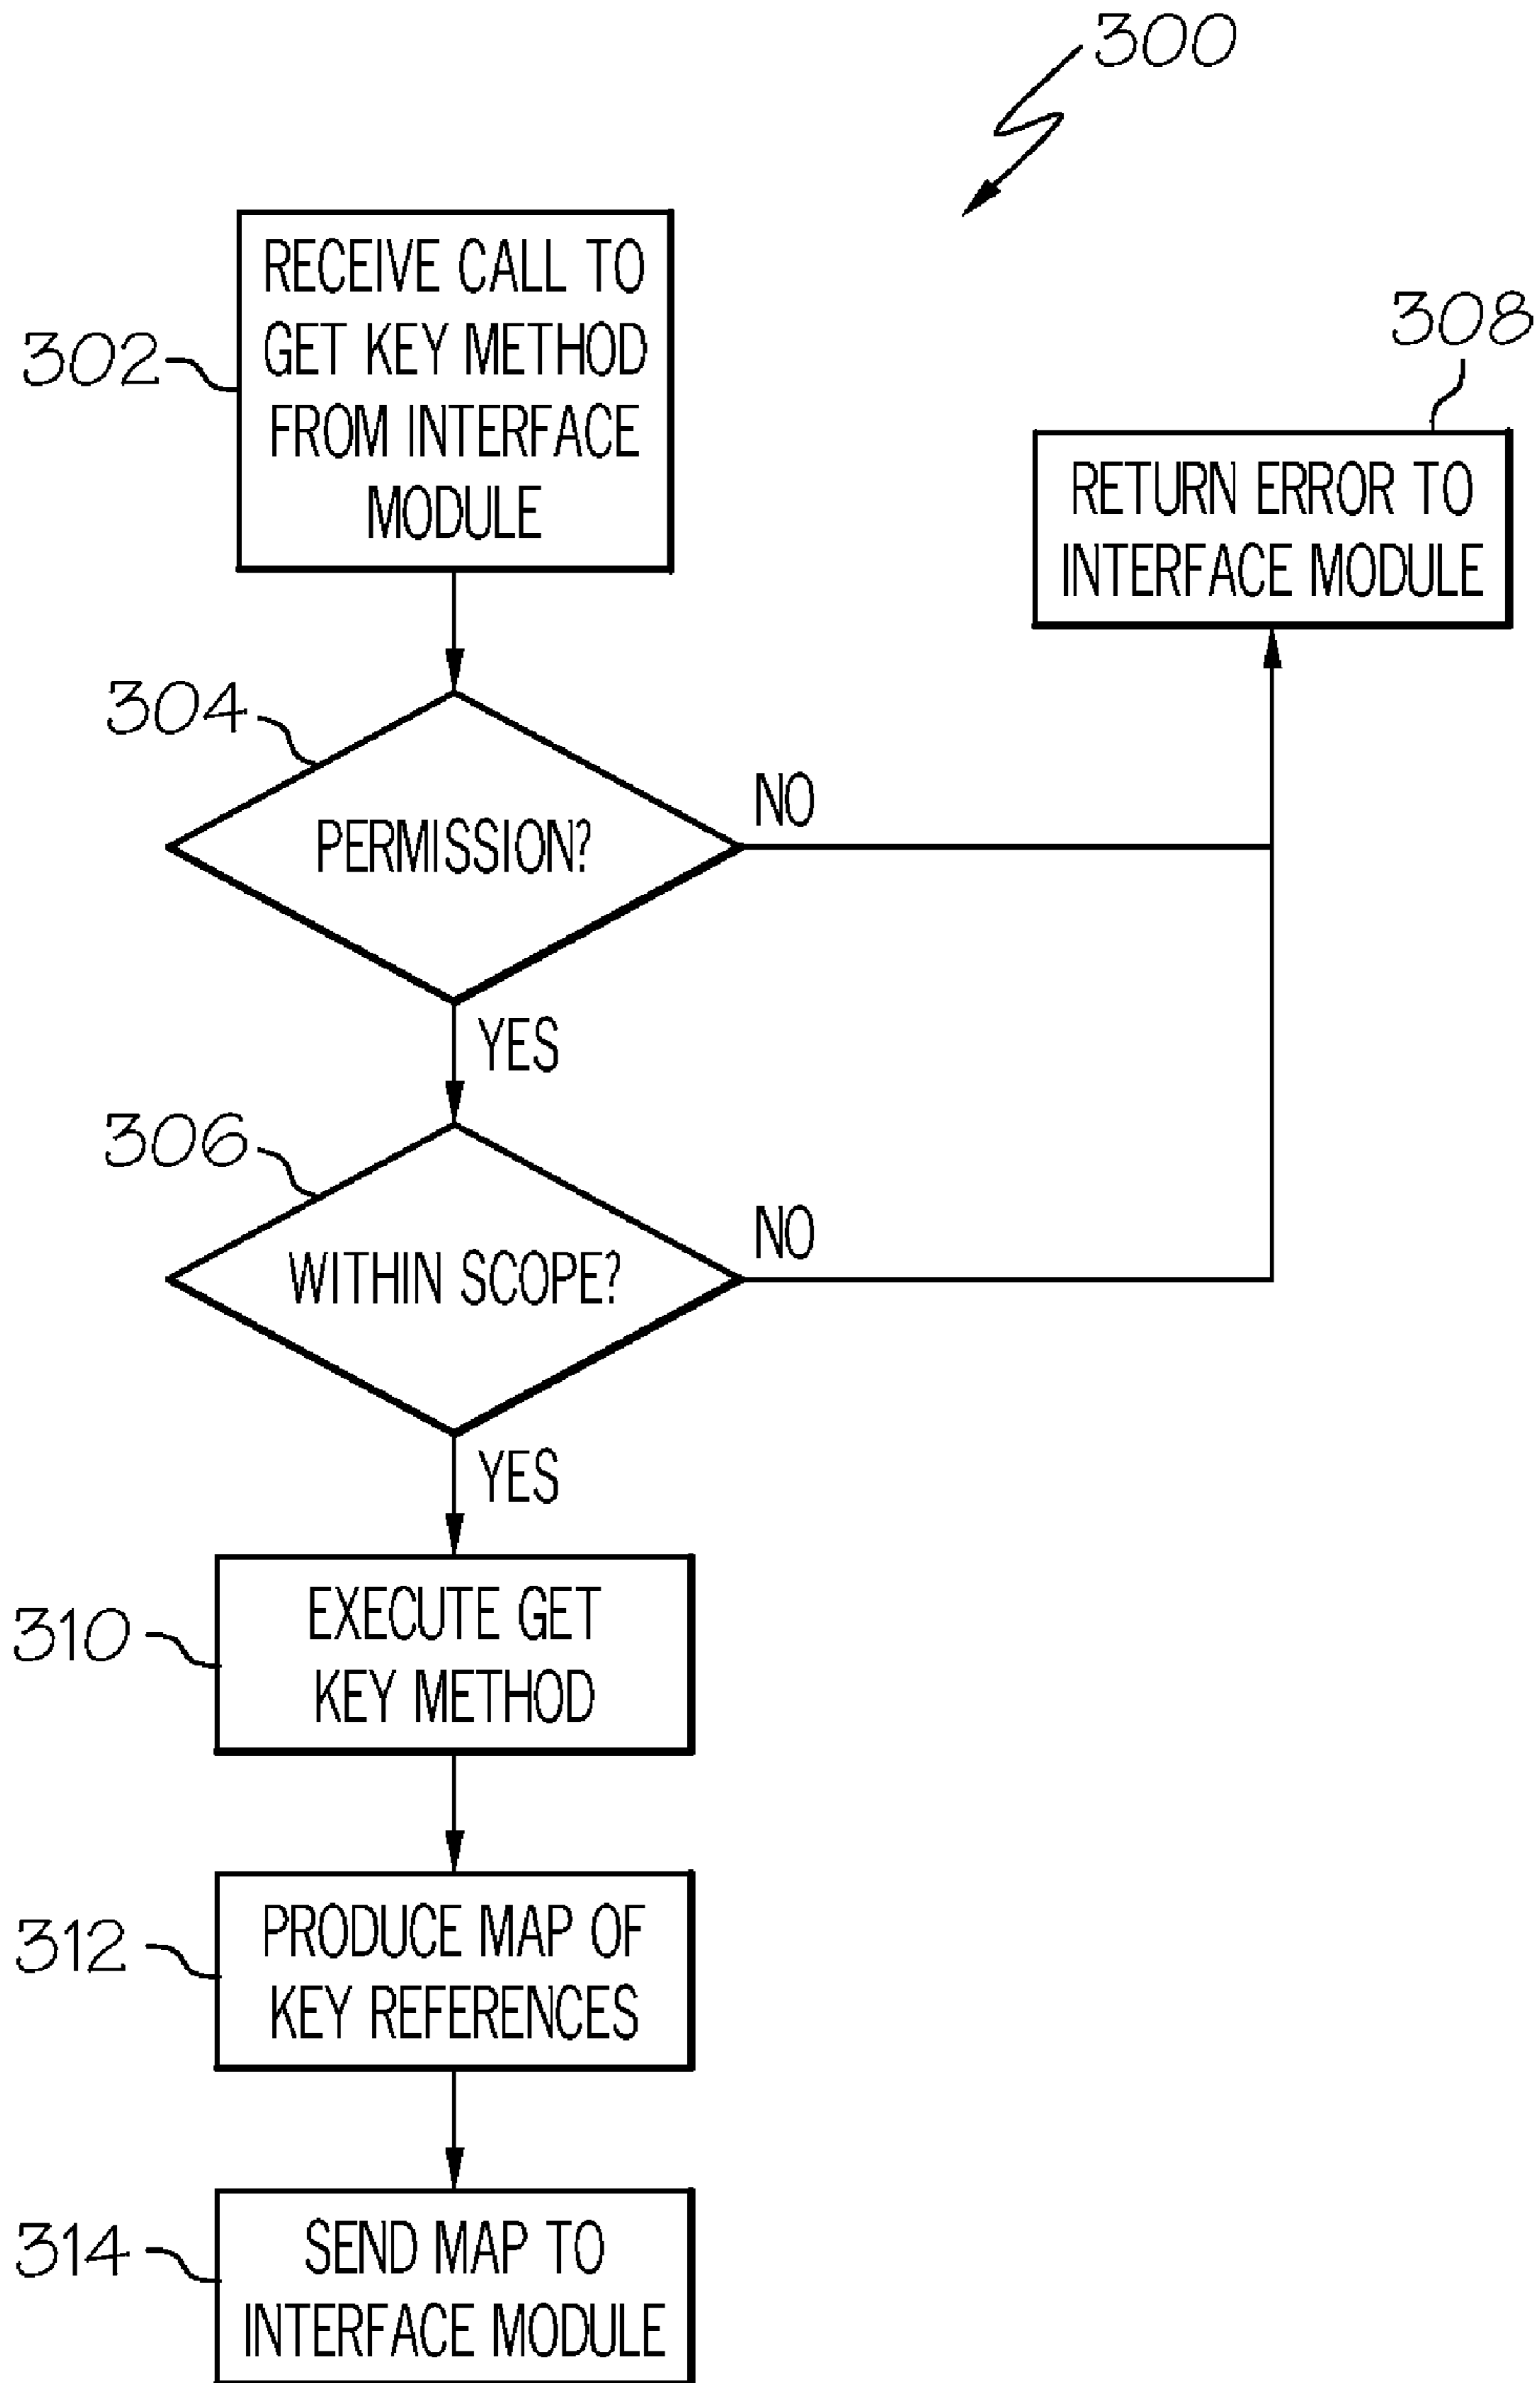 300
302
RECEIVE CALL TO
GET KEY METHOD
FROM INTERFACE
MODULE
308
RETURN ERROR TO
INTERFACE MODULE
304
PERMISSION?
NO
YES
306
WITHIN SCOPE?
NO
YES
310
EXECUTE GET
KEY METHOD
312
PRODUCE MAP OF
KEY REFERENCES
314
SEND MAP TO
INTERFACE MODULE